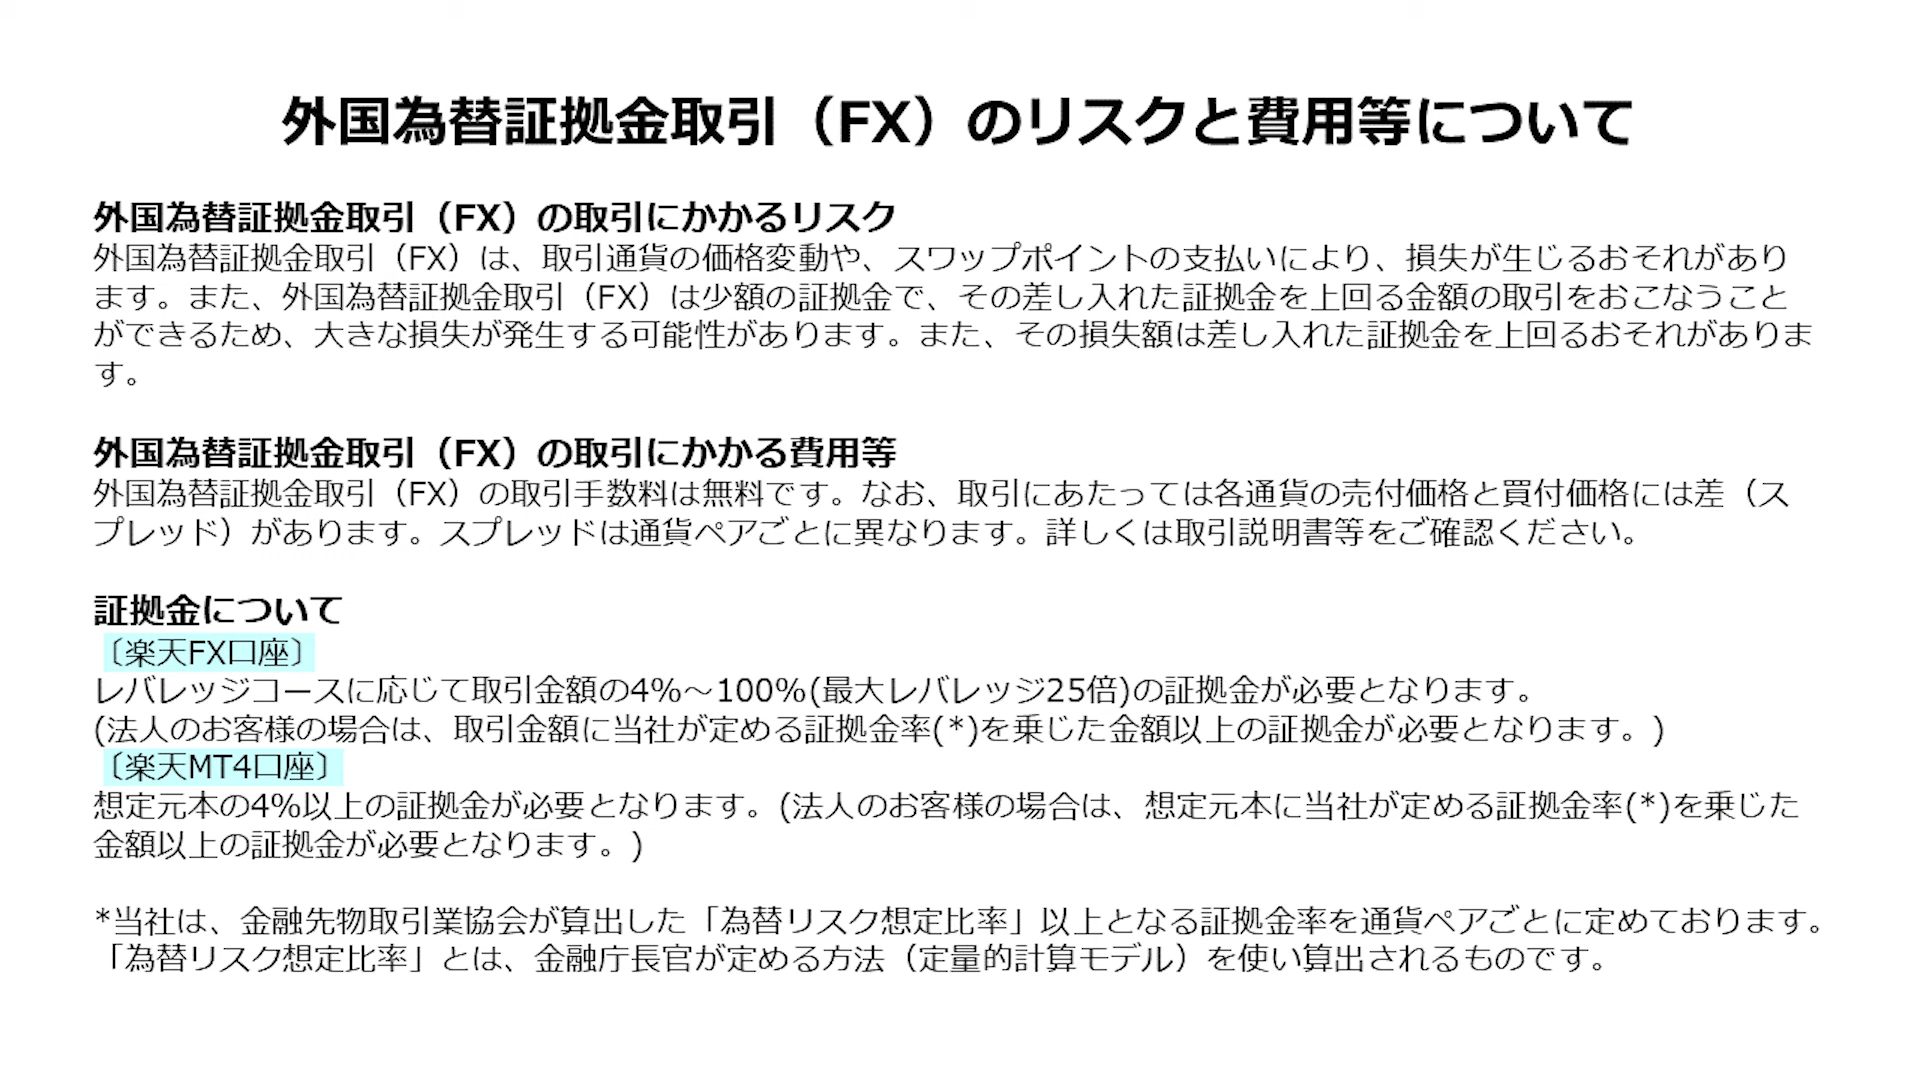 外国為替証拠金取引（FX）のリスクと費用等について
外国為替証拠金取引（FX）の取引にかかるリスク
外国為替証拠金取引（FX）は、取引通貨の価格変動や、スワップポイントの支払いにより、損失が生じるおそれがあり
ます。また、外国為替証拠金取引（FX）は少額の証拠金で、その差し入れた証拠金を上回る金額の取引をおこなうこと
ができるため、大きな損失が発生する可能性があります。また、その損失額は差し入れた証拠金を上回るおそれがありま
す。
外国為替証拠金取引（FX）の取引にかかる費用等
外国為替証拠金取引（FX）の取引手数料は無料です。なお、取引にあたっては各通貨の売付価格と買付価格には差（ス
プレッド）があります。スプレッドは通貨ペアごとに異なります。詳しくは取引説明書等をご確認ください。
証拠金について
〔楽天FX口座〕
レバレッジコースに応じて取引金額の4%～100%(最大レバレッジ25倍)の証拠金が必要となります。
(法人のお客様の場合は、取引金額に当社が定める証拠金率(*)を乗じた金額以上の証拠金が必要となります。)
〔楽天MT4口座〕
想定元本の4%以上の証拠金が必要となります。(法人のお客様の場合は、想定元本に当社が定める証拠金率(*)を乗じた
金額以上の証拠金が必要となります。)
*当社は、金融先物取引業協会が算出した「為替リスク想定比率」以上となる証拠金率を通貨ペアごとに定めております。
「為替リスク想定比率」とは、金融庁長官が定める方法（定量的計算モデル）を使い算出されるものです。